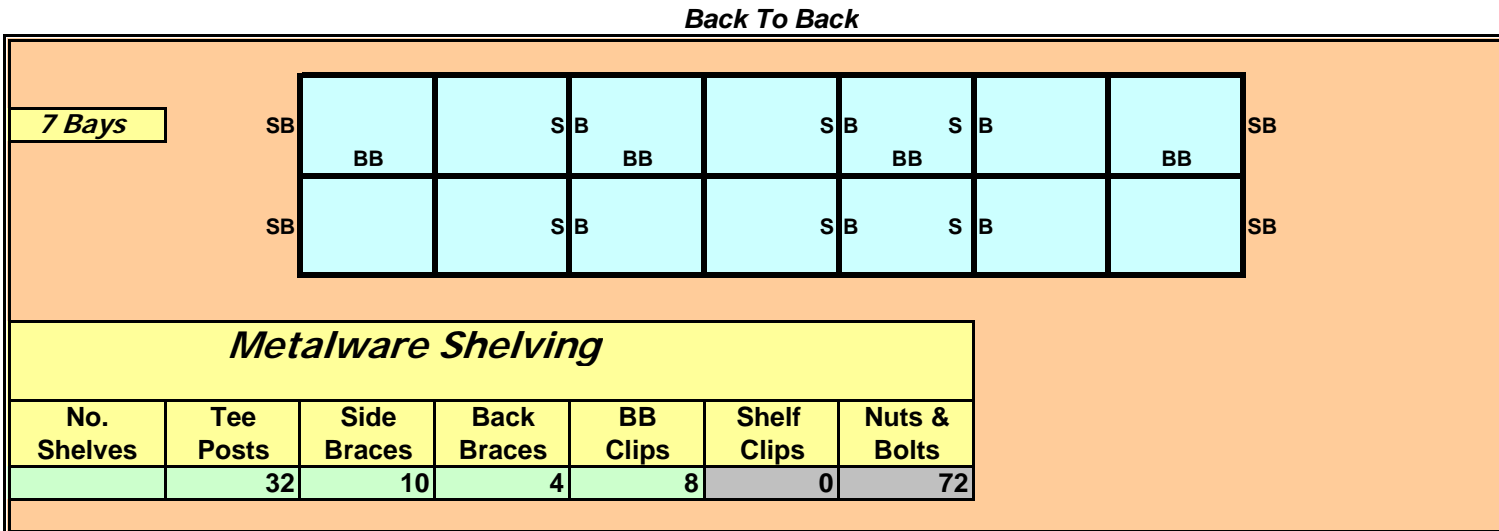 Back To Back
7 Bays SB S B S B S B SB
BB BB BB BB
SB S B S B S B SB
Metalware Shelving
No. Tee Side Back BB Shelf Nuts &
Shelves Posts Braces Braces Clips Clips Bolts
32 10 4 8 0 72